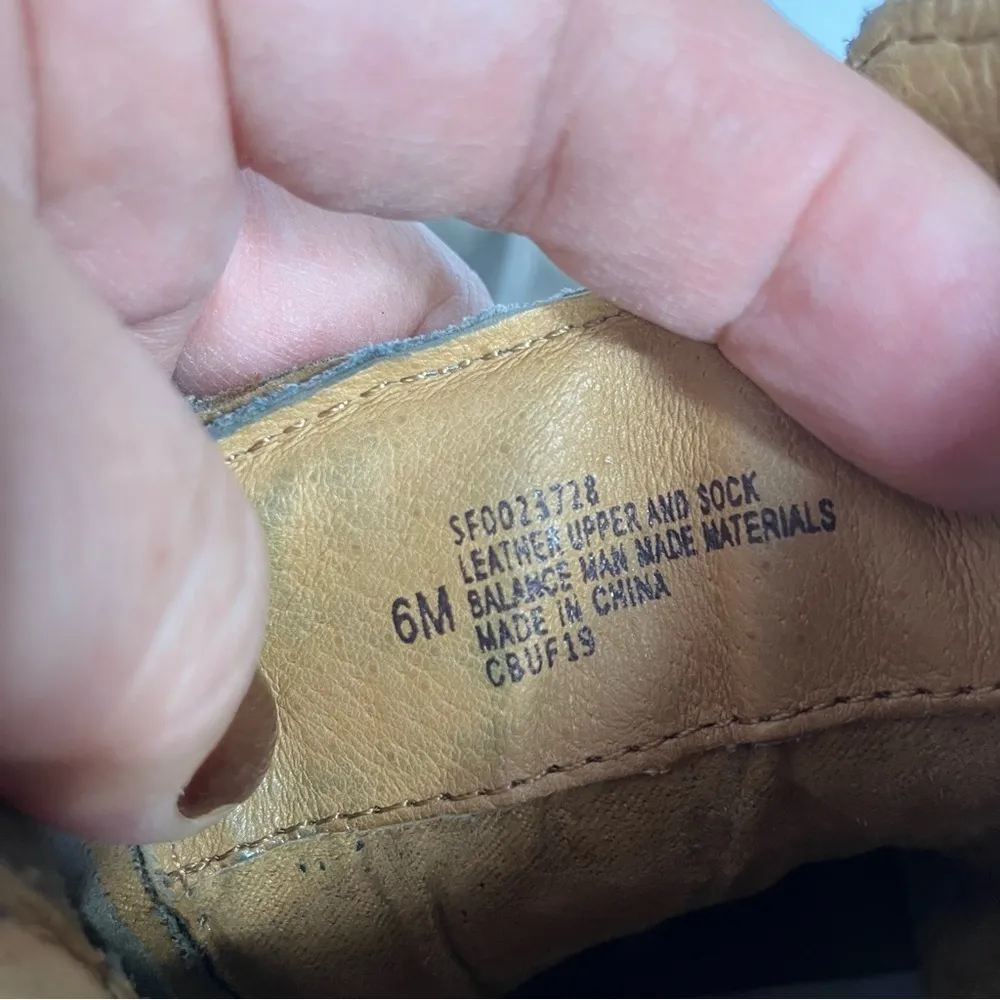 SF0023728
LEATHER UPPER AND SOCK
BALANCE MAN MADE MATERIALS
6M
MADE IN CHINA
CBUF19